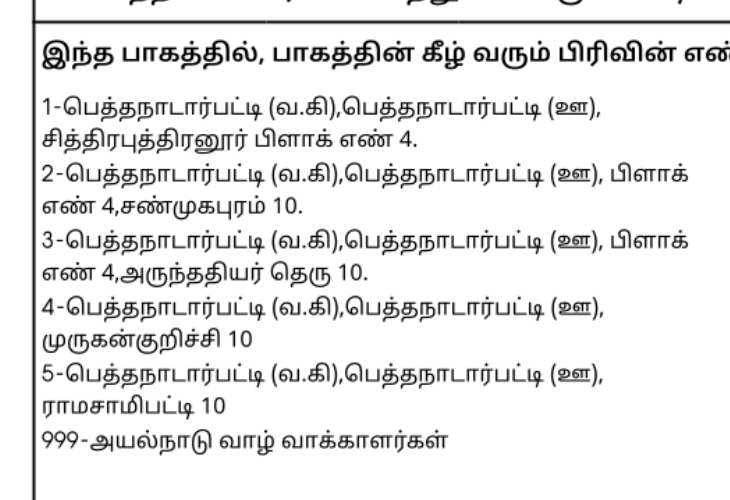 இந்த பாகத்தில், பாகத்தின் கீழ் வரும் பிரிவின் எண்
1-பெத்தநாடார்பட்டி (வ.கி),பெத்தநாடார்பட்டி (ஊ),
சித்திரபுத்திரனூர் பிளாக் எண் 4.
2-பெத்தநாடார்பட்டி (வ.கி),பெத்தநாடார்பட்டி (ஊ), பிளாக்
எண் 4,சண்முகபுரம் 10.
3-பெத்தநாடார்பட்டி (வ.கி),பெத்தநாடார்பட்டி (ஊ), பிளாக்
எண் 4,அருந்ததியர் தெரு 10.
4-பெத்தநாடார்பட்டி (வ.கி),பெத்தநாடார்பட்டி (ஊ),
முருகன்குறிச்சி 10
5-பெத்தநாடார்பட்டி (வ.கி),பெத்தநாடார்பட்டி (ஊ),
ராமசாமிபட்டி 10
999-அயல்நாடு வாழ் வாக்காளர்கள்